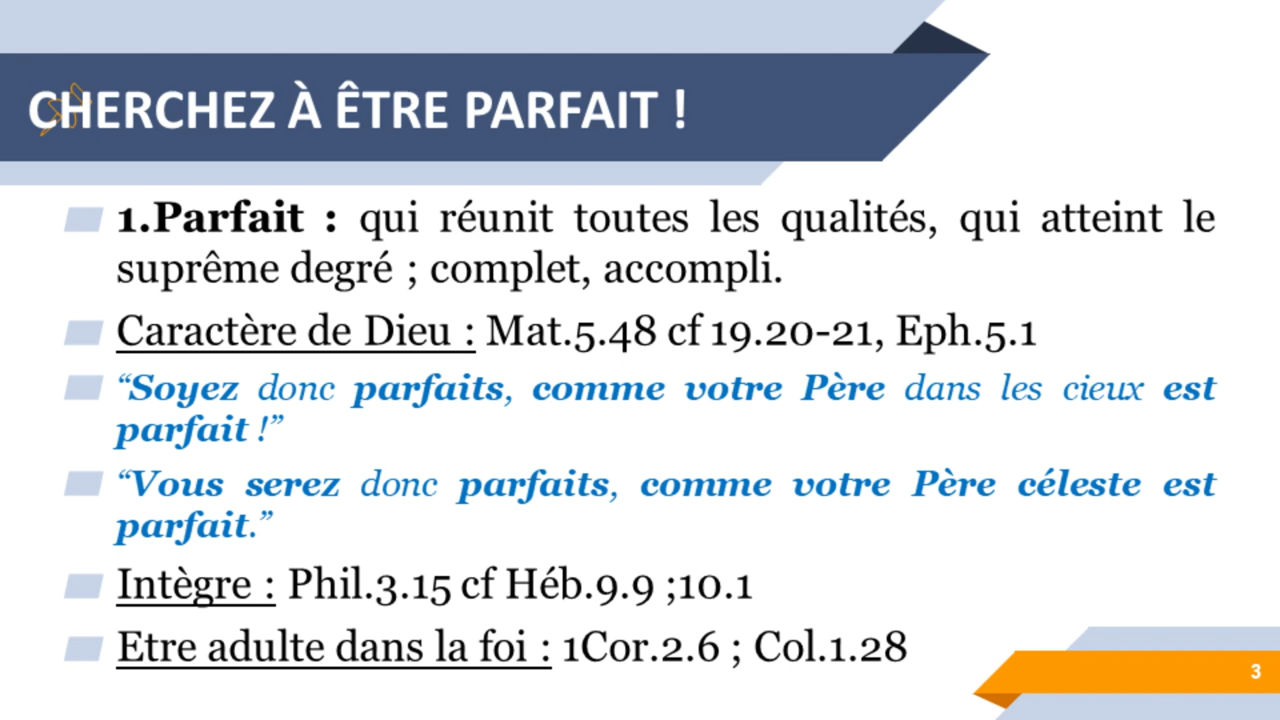 CHERCHEZ À ÊTRE PARFAIT !
1.Parfait : qui réunit toutes les qualités, qui atteint le
suprême degré ; complet, accompli.
Caractère de Dieu : Mat.5.48 cf 19.20-21, Eph.5.1
“Soyez donc parfaits, comme votre Père dans les cieux est
parfait !”
“Vous serez donc parfaits, comme votre Père céleste est
parfait.”
Intègre : Phil.3.15 cf Héb.9.9 ;10.1
Etre adulte dans la foi : 1Cor.2.6 ; Col.1.28
3